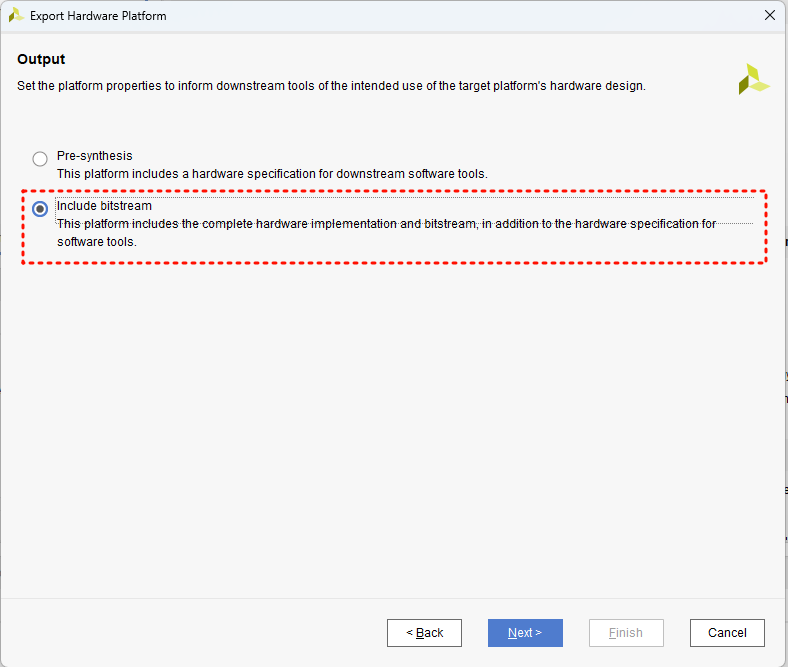 Export Hardware Platform
Output
Set the platform properties to inform downstream tools of the intended use of the target platform's hardware design.
Pre-synthesis
This platform includes a hardware specification for downstream software tools.
Include bitstream
This platform includes the complete hardware implementation and bitstream, in addition to the hardware specification for
software tools.
< Back
Next >
Finish
Cancel